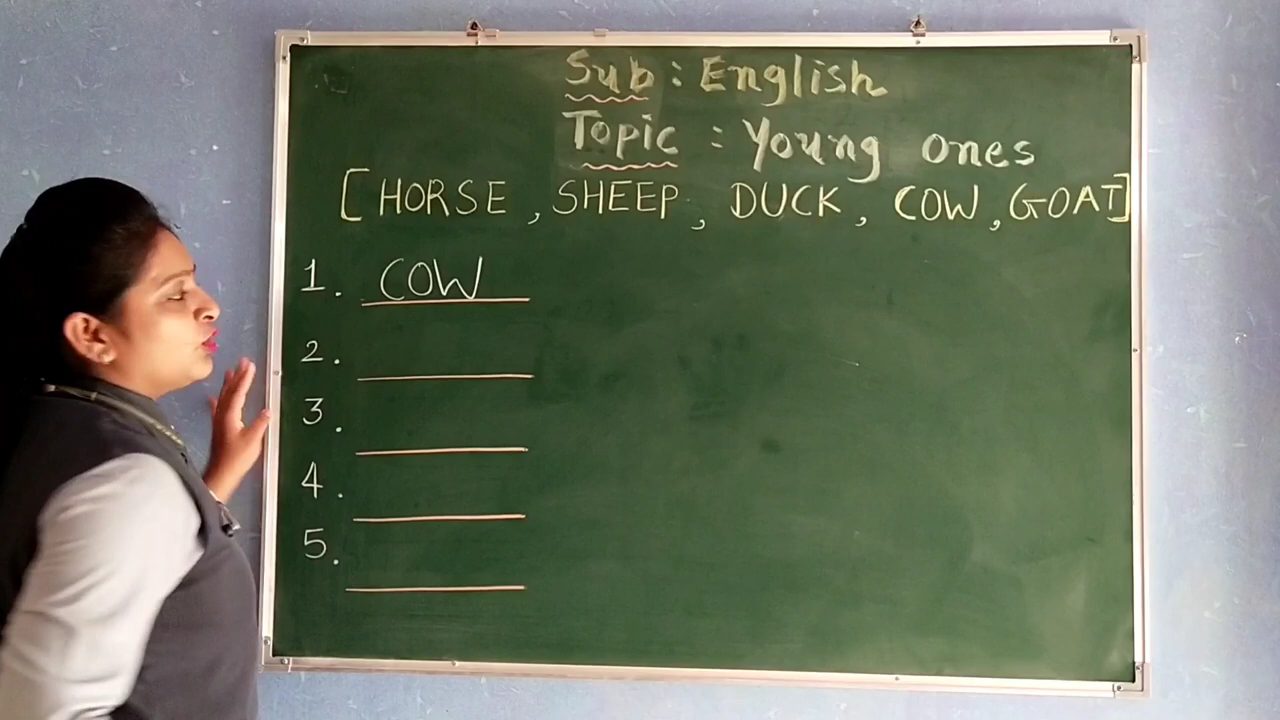 Sub : English
Topic : Young ones
[HORSE , SHEEP , DUCK , COW , GOAT]
1. COW
2.
3.
4.
5.